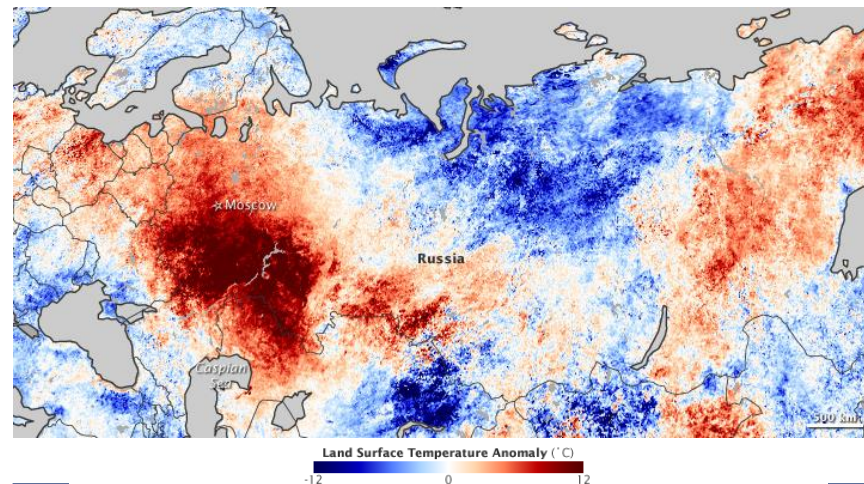 Moscow
Russia
Caspian
Sea
500 km
Land Surface Temperature Anomaly (˚C)
-12 0 12